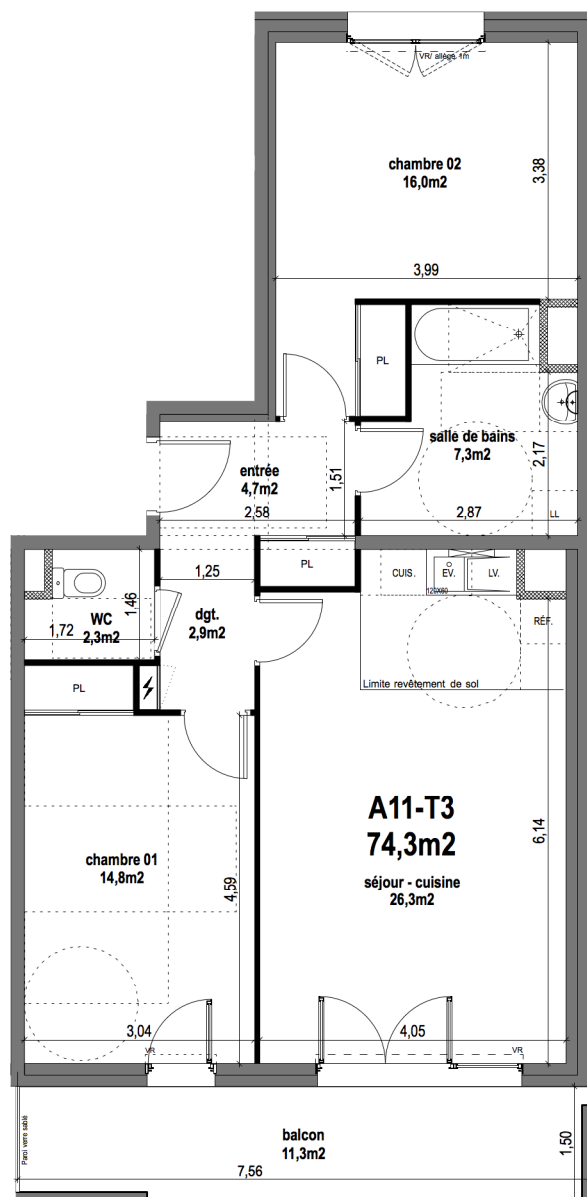 VR/ allège 1m
chambre 02
16,0m2
3,38
3,99
PL
salle de bains
7,3m2
2,17
entrée
4,7m2
1,51
2,58
2,87
LL
PL
CUIS.
EV.
LV.
120X60
1,25
1,46
WC
2,3m2
1,72
dgt.
2,9m2
RÉF.
Limite revêtement de sol
PL
A11-T3
74,3m2
séjour - cuisine
26,3m2
6,14
chambre 01
14,8m2
4,59
3,04
4,05
VR
VR
Paroi verre sablé
balcon
11,3m2
1,50
7,56